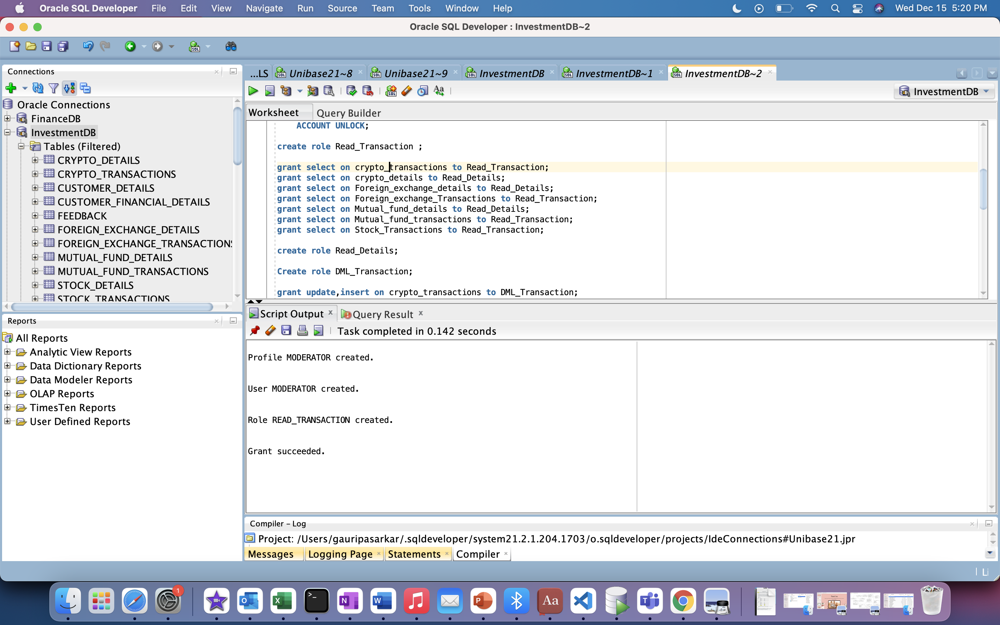 Oracle SQL Developer File Edit View Navigate Run Source Team Tools Window Help Wed Dec 15 5:20 PM
Oracle SQL Developer : InvestmentDB~2
Connections
Oracle Connections
FinanceDB
InvestmentDB
Tables (Filtered)
CRYPTO_DETAILS
CRYPTO_TRANSACTIONS
CUSTOMER_DETAILS
CUSTOMER_FINANCIAL_DETAILS
FEEDBACK
FOREIGN_EXCHANGE_DETAILS
FOREIGN_EXCHANGE_TRANSACTIONS
MUTUAL_FUND_DETAILS
MUTUAL_FUND_TRANSACTIONS
STOCK_DETAILS
STOCK_TRANSACTIONS
Reports
All Reports
Analytic View Reports
Data Dictionary Reports
Data Modeler Reports
OLAP Reports
TimesTen Reports
User Defined Reports
...LS Unibase21~8 Unibase21~9 InvestmentDB InvestmentDB~1 InvestmentDB~2
InvestmentDB
Worksheet Query Builder
ACCOUNT UNLOCK;
create role Read_Transaction ;
grant select on crypto_transactions to Read_Transaction;
grant select on crypto_details to Read_Details;
grant select on Foreign_exchange_details to Read_Details;
grant select on Foreign_exchange_Transactions to Read_Transaction;
grant select on Mutual_fund_details to Read_Details;
grant select on Mutual_fund_transactions to Read_Transaction;
grant select on Stock_Transactions to Read_Transaction;
create role Read_Details;
Create role DML_Transaction;
grant update,insert on crypto_transactions to DML_Transaction;
Script Output Query Result
Task completed in 0.142 seconds
Profile MODERATOR created.
User MODERATOR created.
Role READ_TRANSACTION created.
Grant succeeded.
Compiler – Log
Project: /Users/gauripasarkar/.sqldeveloper/system21.2.1.204.1703/o.sqldeveloper/projects/IdeConnections#Unibase21.jpr
Messages Logging Page Statements Compiler
Li
1